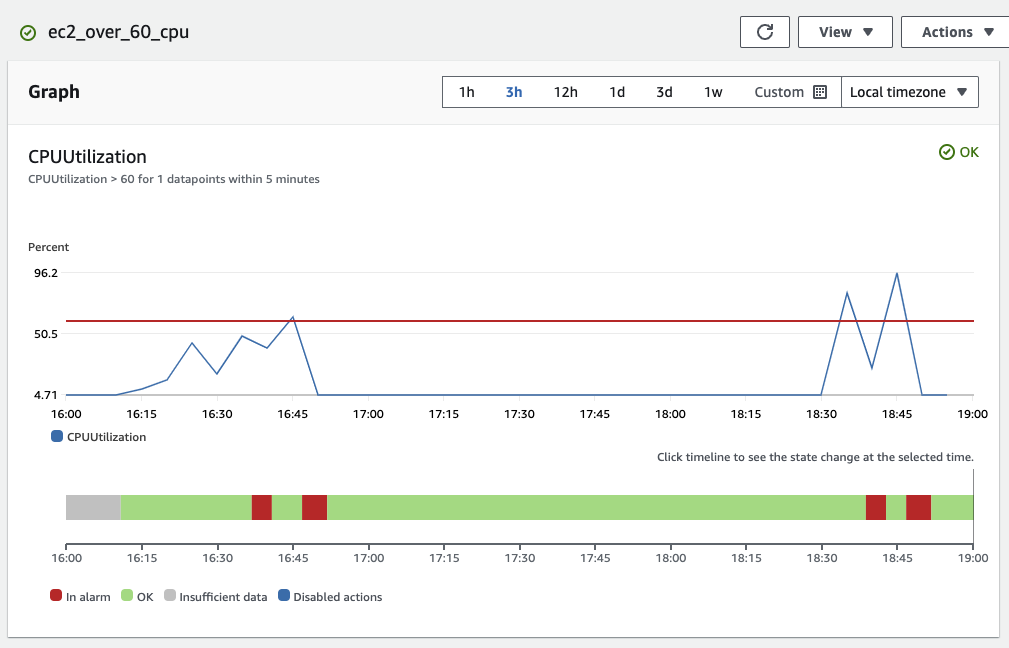 ec2_over_60_cpu
View
Actions
Graph
1h 3h 12h 1d 3d 1w Custom Local timezone
CPUUtilization
OK
CPUUtilization > 60 for 1 datapoints within 5 minutes
Percent
96.2
50.5
4.71
16:00 16:15 16:30 16:45 17:00 17:15 17:30 17:45 18:00 18:15 18:30 18:45 19:00
CPUUtilization
Click timeline to see the state change at the selected time.
16:00 16:15 16:30 16:45 17:00 17:15 17:30 17:45 18:00 18:15 18:30 18:45 19:00
In alarm OK Insufficient data Disabled actions